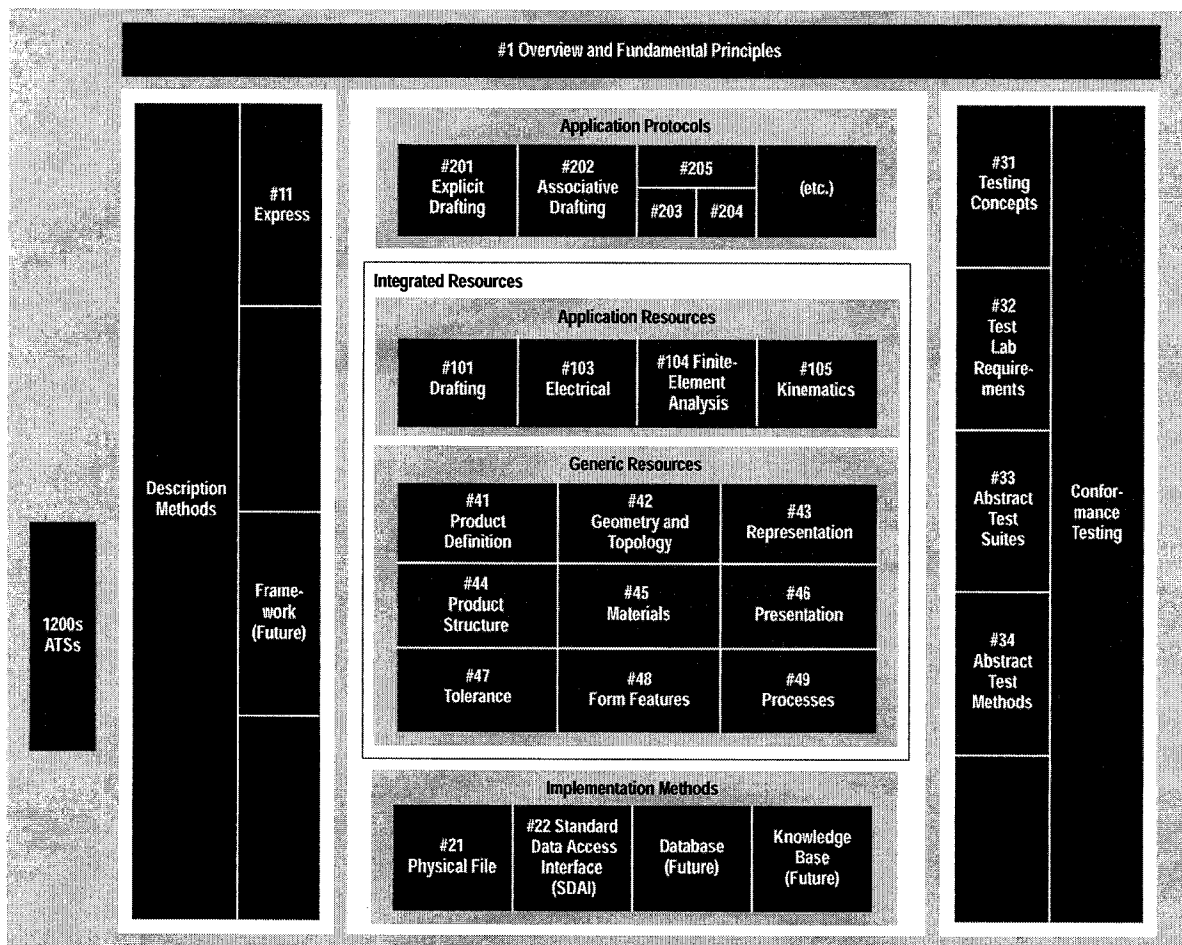 #1 Overview and Fundamental Principles
Description
Methods
#11
Express
Frame-
work
(Future)
1200s
ATSs
Application Protocols
#201
Explicit
Drafting
#202
Associative
Drafting
#205
#203
#204
(etc.)
Integrated Resources
Application Resources
#101
Drafting
#103
Electrical
#104 Finite-
Element
Analysis
#105
Kinematics
Generic Resources
#41
Product
Definition
#42
Geometry and
Topology
#43
Representation
#44
Product
Structure
#45
Materials
#46
Presentation
#47
Tolerance
#48
Form Features
#49
Processes
Implementation Methods
#21
Physical File
#22 Standard
Data Access
Interface
(SDAI)
Database
(Future)
Knowledge
Base
(Future)
#31
Testing
Concepts
#32
Test
Lab
Require-
ments
#33
Abstract
Test
Suites
#34
Abstract
Test
Methods
Confor-
mance
Testing